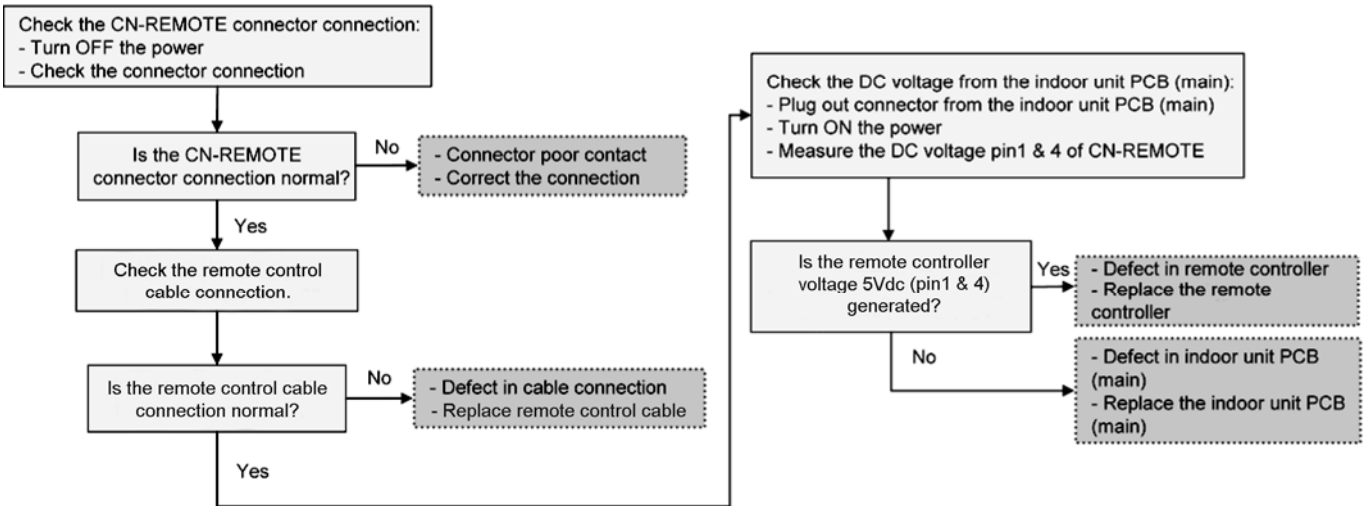 Check the CN-REMOTE connector connection:
- Turn OFF the power
- Check the connector connection
Is the CN-REMOTE
connector connection normal?
No
- Connector poor contact
- Correct the connection
Yes
Check the remote control
cable connection.
Is the remote control cable
connection normal?
No
- Defect in cable connection
- Replace remote control cable
Yes
Check the DC voltage from the indoor unit PCB (main):
- Plug out connector from the indoor unit PCB (main)
- Turn ON the power
- Measure the DC voltage pin1 & 4 of CN-REMOTE
Is the remote controller
voltage 5Vdc (pin1 & 4)
generated?
Yes
- Defect in remote controller
- Replace the remote
controller
No
- Defect in indoor unit PCB
(main)
- Replace the indoor unit PCB
(main)